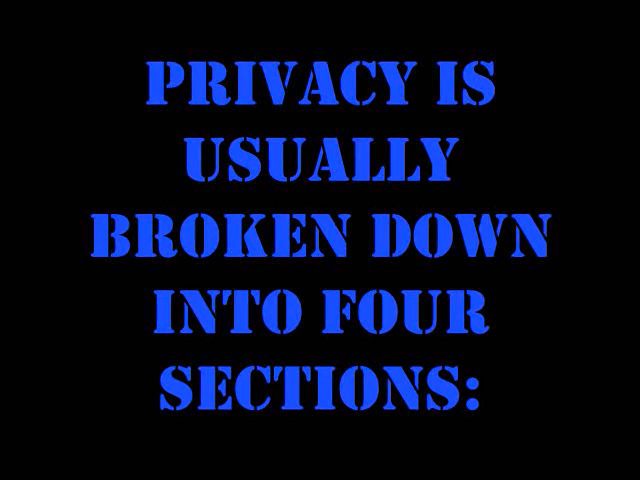 PRIVACY IS
USUALLY
BROKEN DOWN
INTO FOUR
SECTIONS: